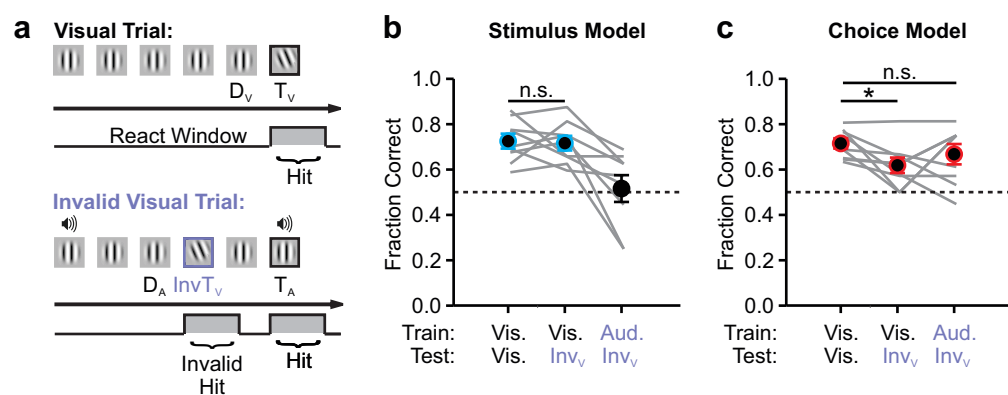 a
Visual Trial:
D_V T_V
React Window
Hit
Invalid Visual Trial:
D_A InvT_V T_A
Invalid
Hit
Hit
b
Stimulus Model
n.s.
Fraction Correct
1.0
0.8
0.6
0.4
0.2
0.0
Train: Vis. Vis. Aud.
Test: Vis. Inv_V Inv_V
c
Choice Model
n.s.
*
Fraction Correct
1.0
0.8
0.6
0.4
0.2
0.0
Train: Vis. Vis. Aud.
Test: Vis. Inv_V Inv_V